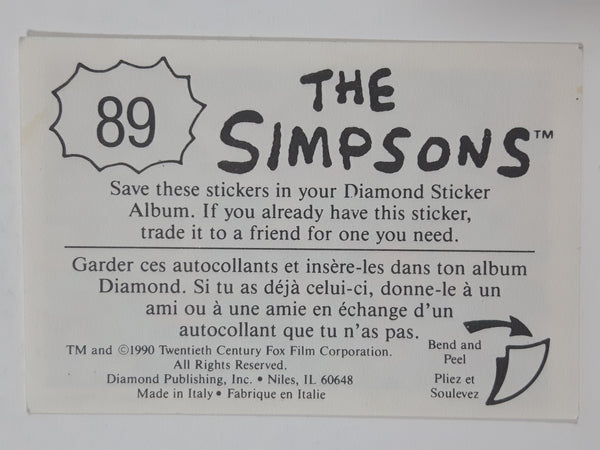 89
THE
SIMPSONS™
Save these stickers in your Diamond Sticker
Album. If you already have this sticker,
trade it to a friend for one you need.
Garder ces autocollants et insère-les dans ton album
Diamond. Si tu as déjà celui-ci, donne-le à un
ami ou à une amie en échange d'un
autocollant que tu n'as pas.
TM and ©1990 Twentieth Century Fox Film Corporation.
All Rights Reserved.
Diamond Publishing, Inc. • Niles, IL 60648
Made in Italy • Fabrique en Italie
Bend and
Peel
Pliez et
Soulevez